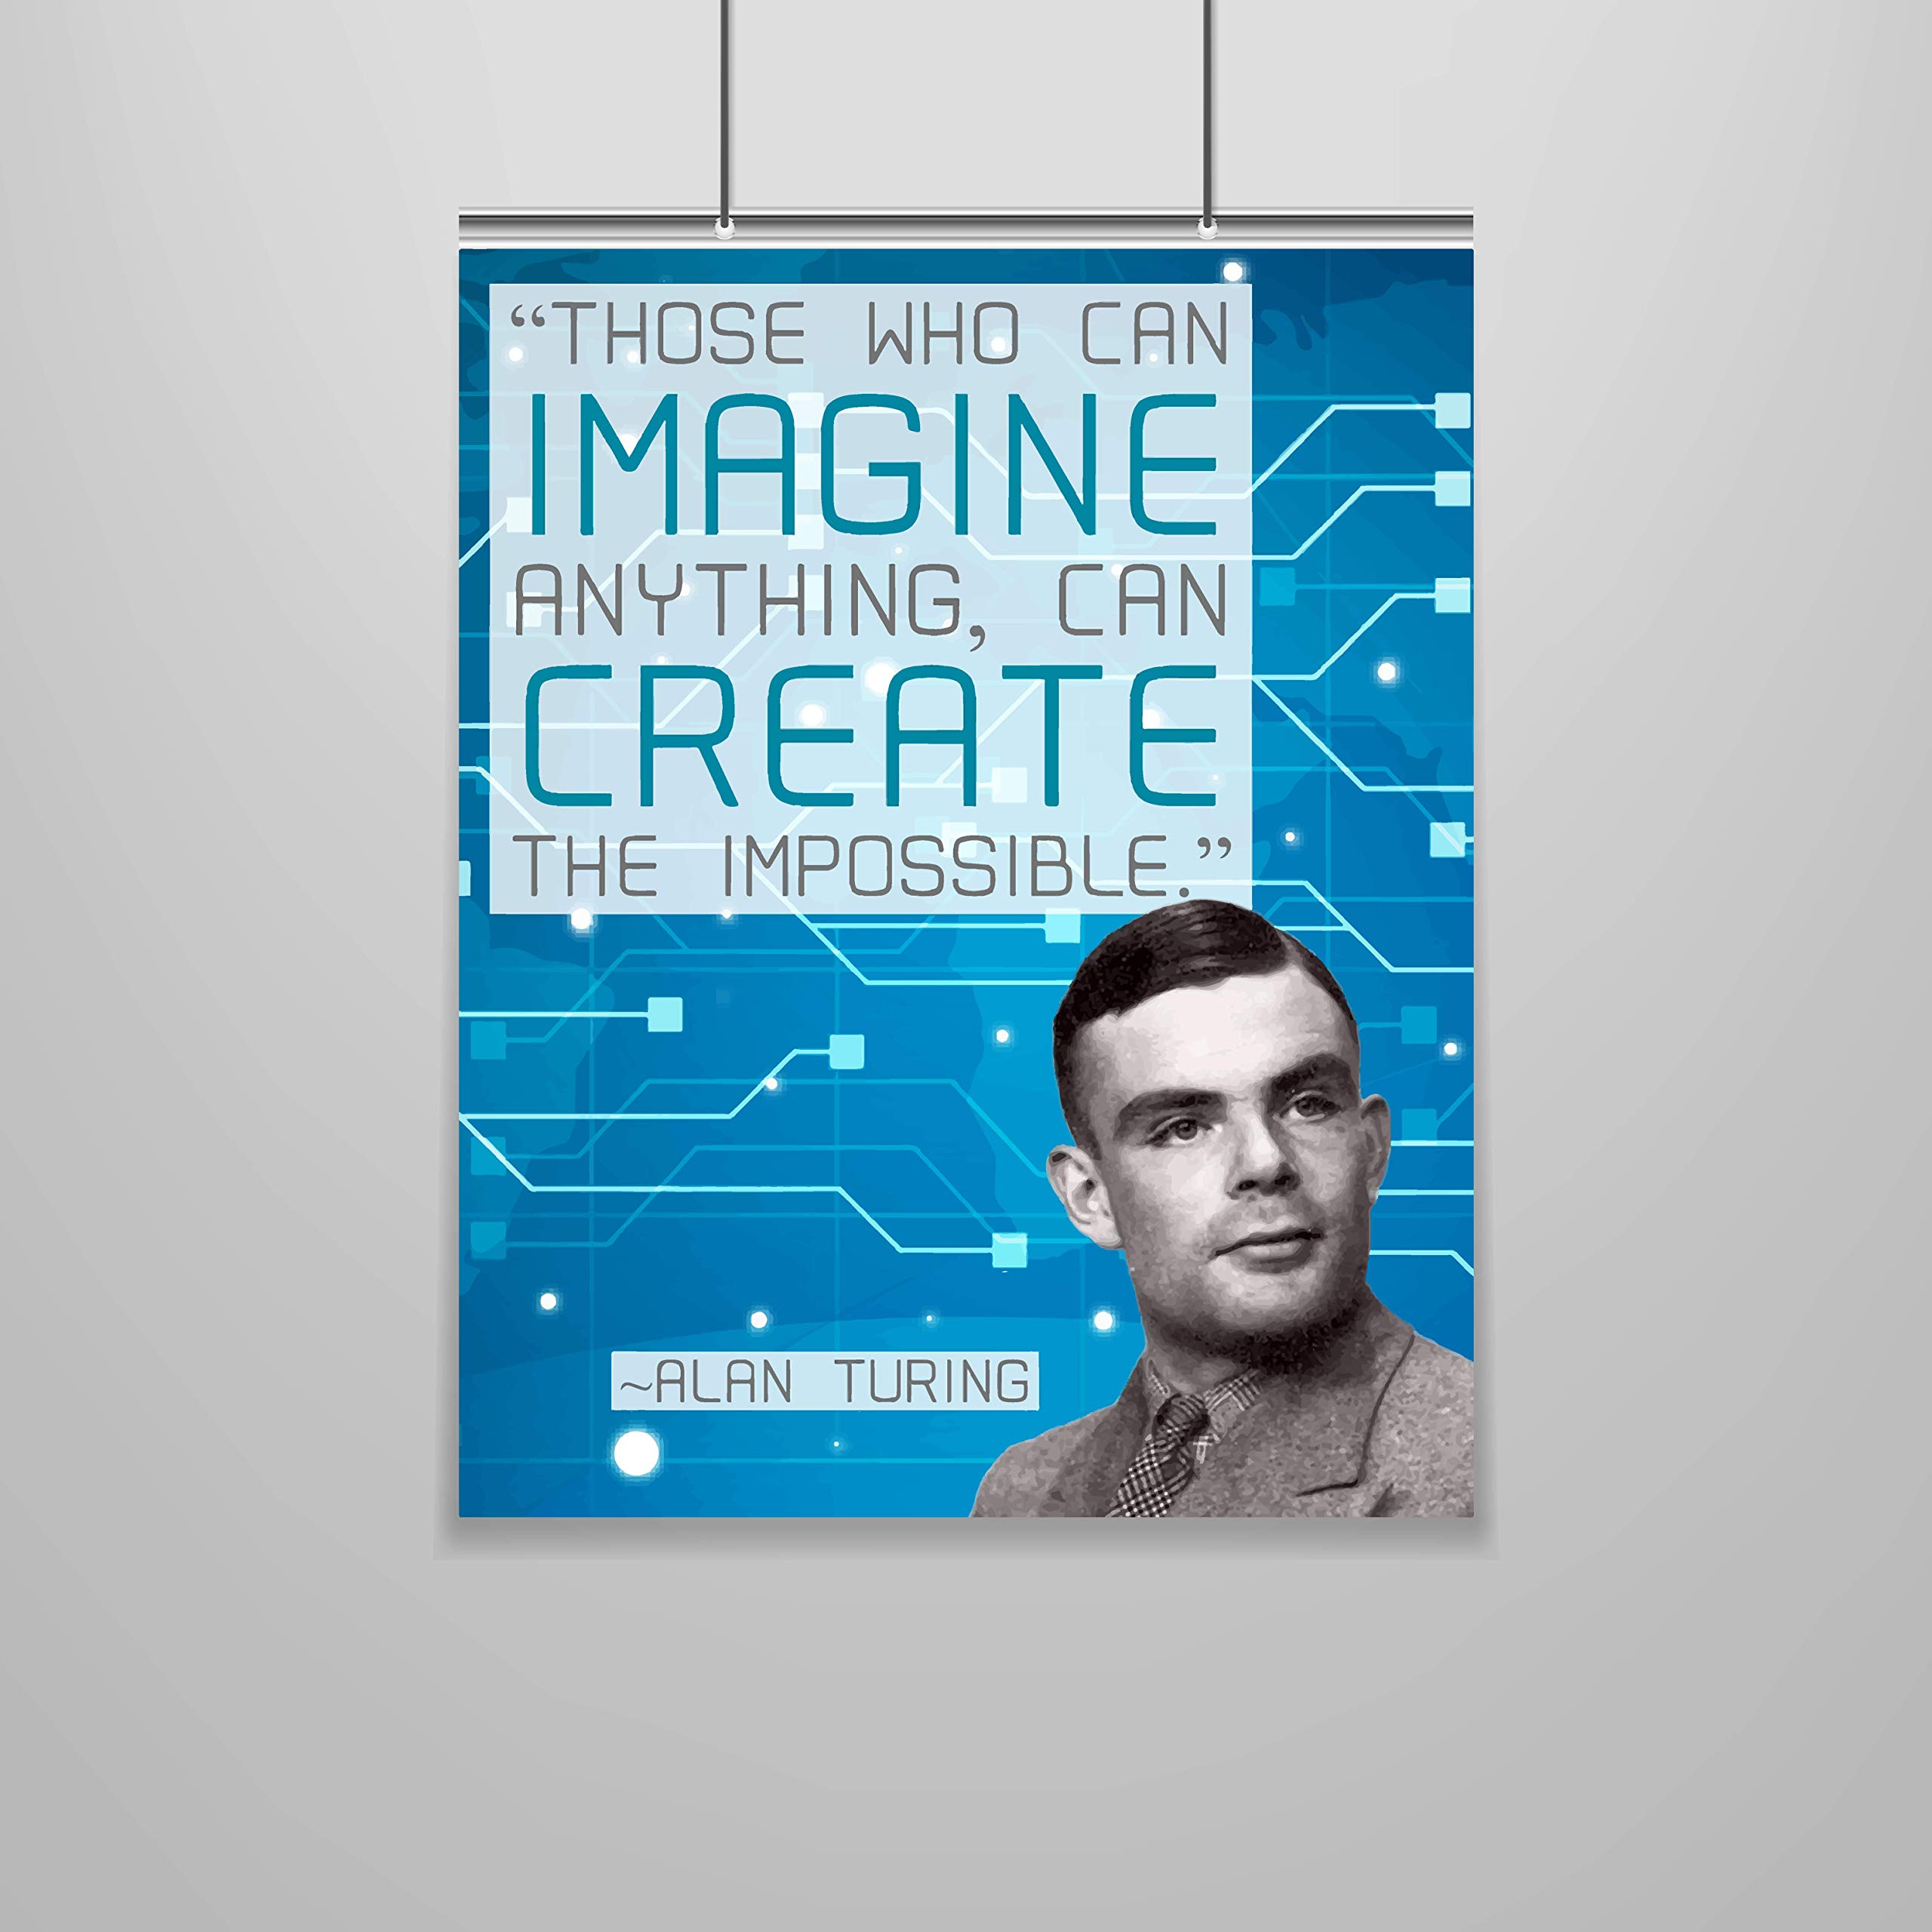 “THOSE WHO CAN
IMAGINE
ANYTHING, CAN
CREATE
THE IMPOSSIBLE.”
~ALAN TURING